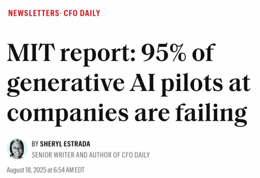 NEWSLETTERS· CFO DAILY
MIT report: 95% of
generative AI pilots at
companies are failing
BY SHERYL ESTRADA
SENIOR WRITER AND AUTHOR OF CFO DAILY
August 18, 2025 at 6:54 AM EDT